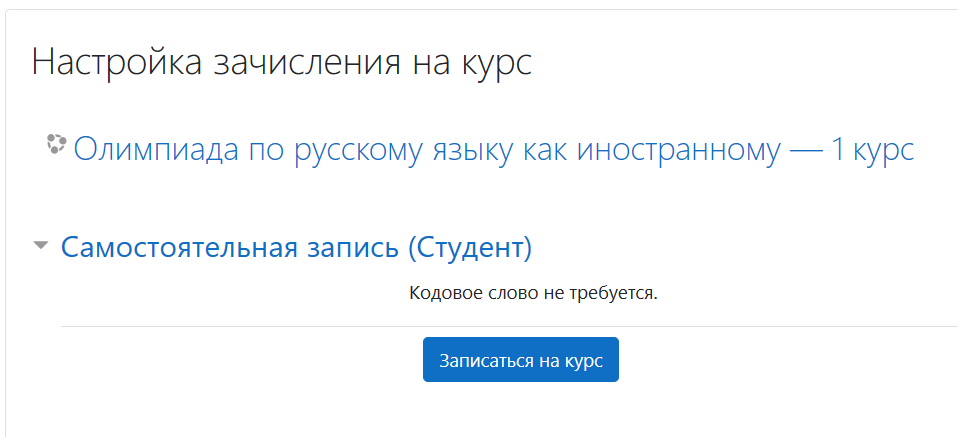 Настройка зачисления на курс
Олимпиада по русскому языку как иностранному — 1 курс
Самостоятельная запись (Студент)
Кодовое слово не требуется.
Записаться на курс